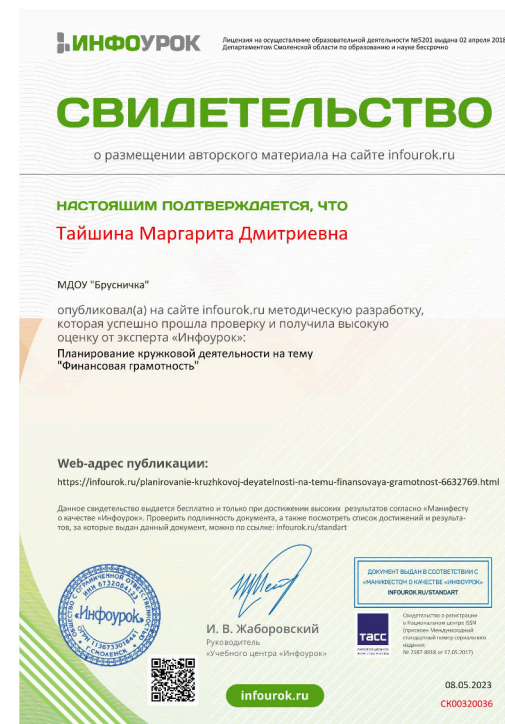 ИНФОУРОК
Лицензия на осуществление образовательной деятельности №5201 выдана 02 апреля 2018
Департаментом Смоленской области по образованию и науке бессрочно
СВИДЕТЕЛЬСТВО
о размещении авторского материала на сайте infourok.ru
НАСТОЯЩИМ ПОДТВЕРЖДАЕТСЯ, ЧТО
Тайшина Маргарита Дмитриевна
МДОУ "Брусничка"
опубликовал(а) на сайте infourok.ru методическую разработку,
которая успешно прошла проверку и получила высокую
оценку от эксперта «Инфоурок»:
Планирование кружковой деятельности на тему
"Финансовая грамотность"
Web-адрес публикации:
https://infourok.ru/planirovanie-kruzhkovoj-deyatelnosti-na-temu-finansovaya-gramotnost-6632769.html
Данное свидетельство выдается бесплатно и только при достижении высоких результатов согласно «Манифесту
о качестве «Инфоурок». Проверить подлинность документа, а также посмотреть список достижений и результа-
тов, за которые выдан данный документ, можно по ссылке: infourok.ru/standart
С ОГРАНИЧЕННОЙ ОТВЕТСТВЕННОСТЬЮ
ИНН 6732084123
«Инфоурок»
г. СМОЛЕНСК
И. В. Жаборовский
Руководитель
«Учебного центра «Инфоурок»
infourok.ru
ДОКУМЕНТ ВЫДАН В СООТВЕТСТВИИ С
«МАНИФЕСТОМ О КАЧЕСТВЕ «ИНФОУРОК»
INFOUROK.RU/STANDART
ТАСС
Свидетельство о регистрации
в Национальном центре ISSN
(присвоен Международный
стандартный номер сериального
издания:
№ 2587-8018 от 17.05.2017)
08.05.2023
СК00320036